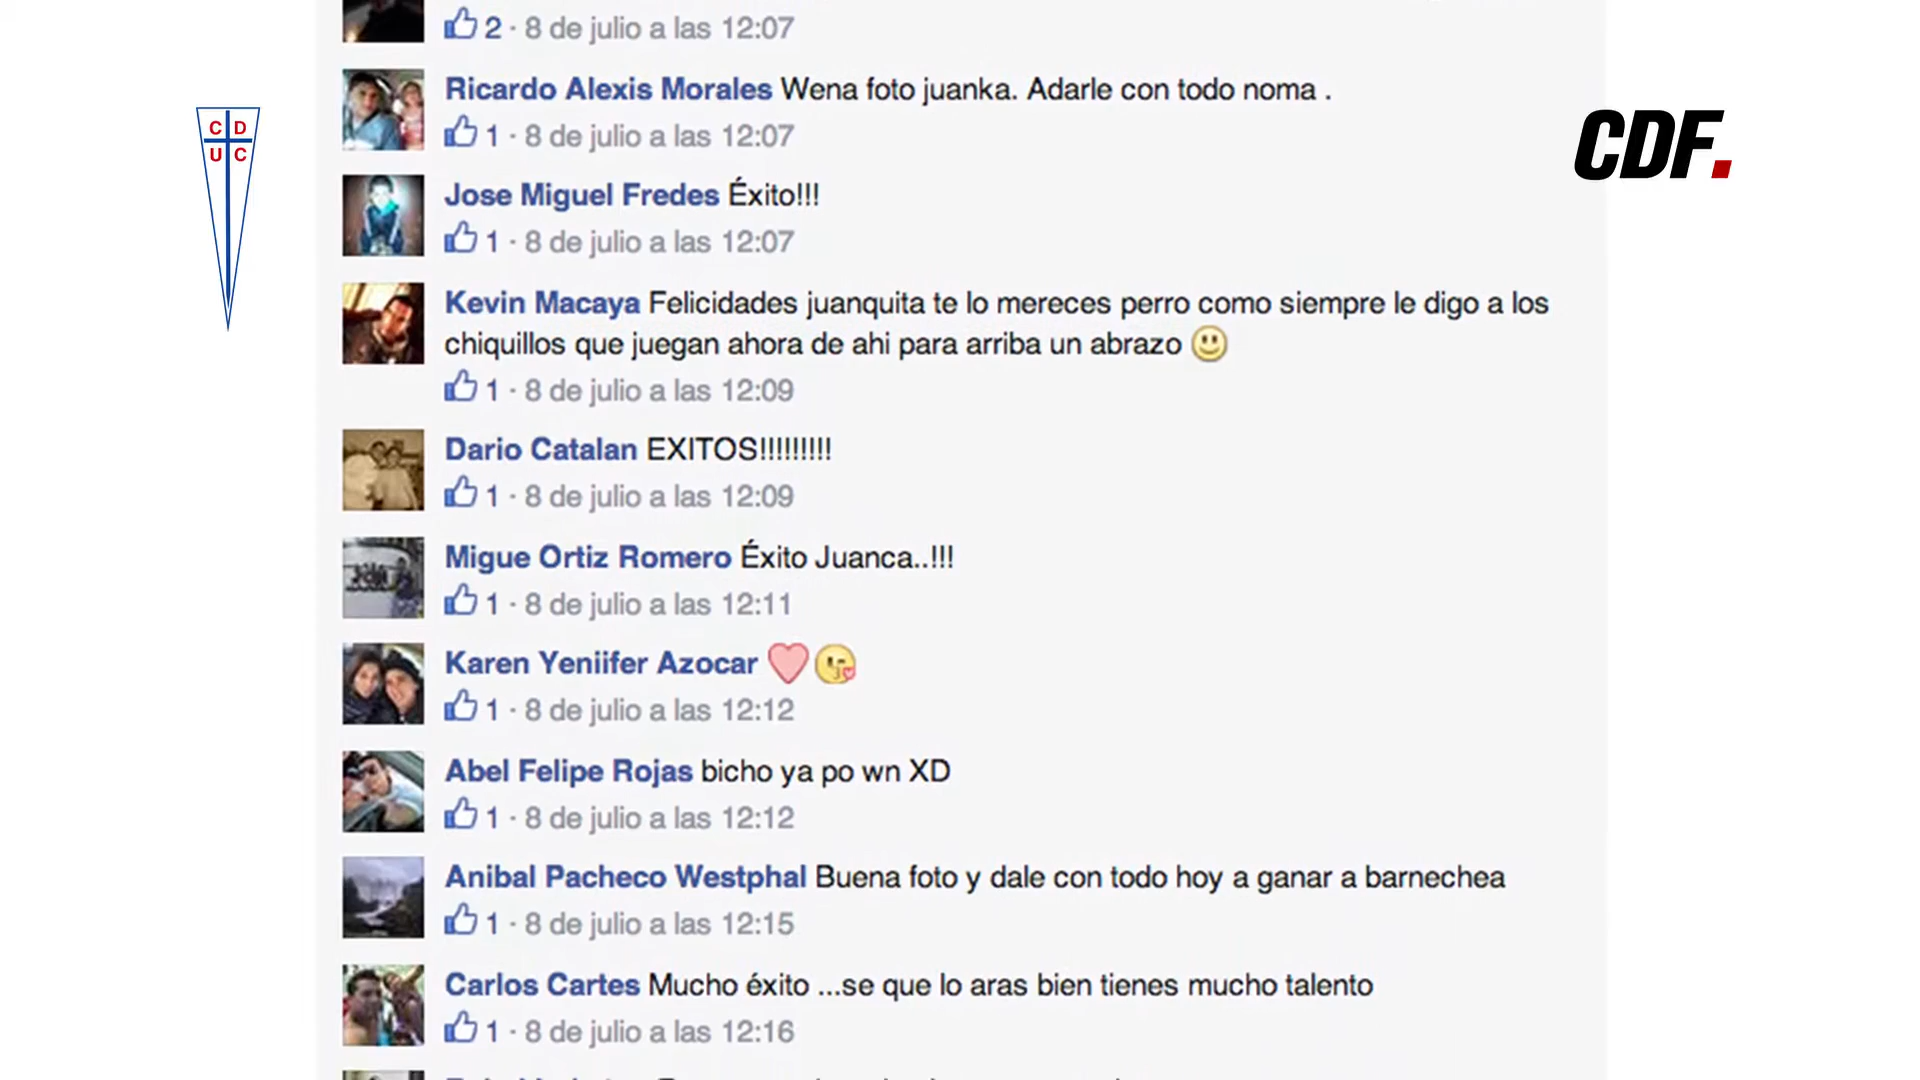 2 · 8 de julio a las 12:07
Ricardo Alexis Morales Wena foto juanka. Adarle con todo noma .
1 · 8 de julio a las 12:07
Jose Miguel Fredes Éxito!!!
1 · 8 de julio a las 12:07
Kevin Macaya Felicidades juanquita te lo mereces perro como siempre le digo a los
chiquillos que juegan ahora de ahi para arriba un abrazo
1 · 8 de julio a las 12:09
Dario Catalan EXITOS!!!!!!!!!
1 · 8 de julio a las 12:09
Migue Ortiz Romero Éxito Juanca..!!!
1 · 8 de julio a las 12:11
Karen Yeniifer Azocar
1 · 8 de julio a las 12:12
Abel Felipe Rojas bicho ya po wn XD
1 · 8 de julio a las 12:12
Anibal Pacheco Westphal Buena foto y dale con todo hoy a ganar a barnechea
1 · 8 de julio a las 12:15
Carlos Cartes Mucho éxito ...se que lo aras bien tienes mucho talento
1 · 8 de julio a las 12:16
C D
U C
CDF.